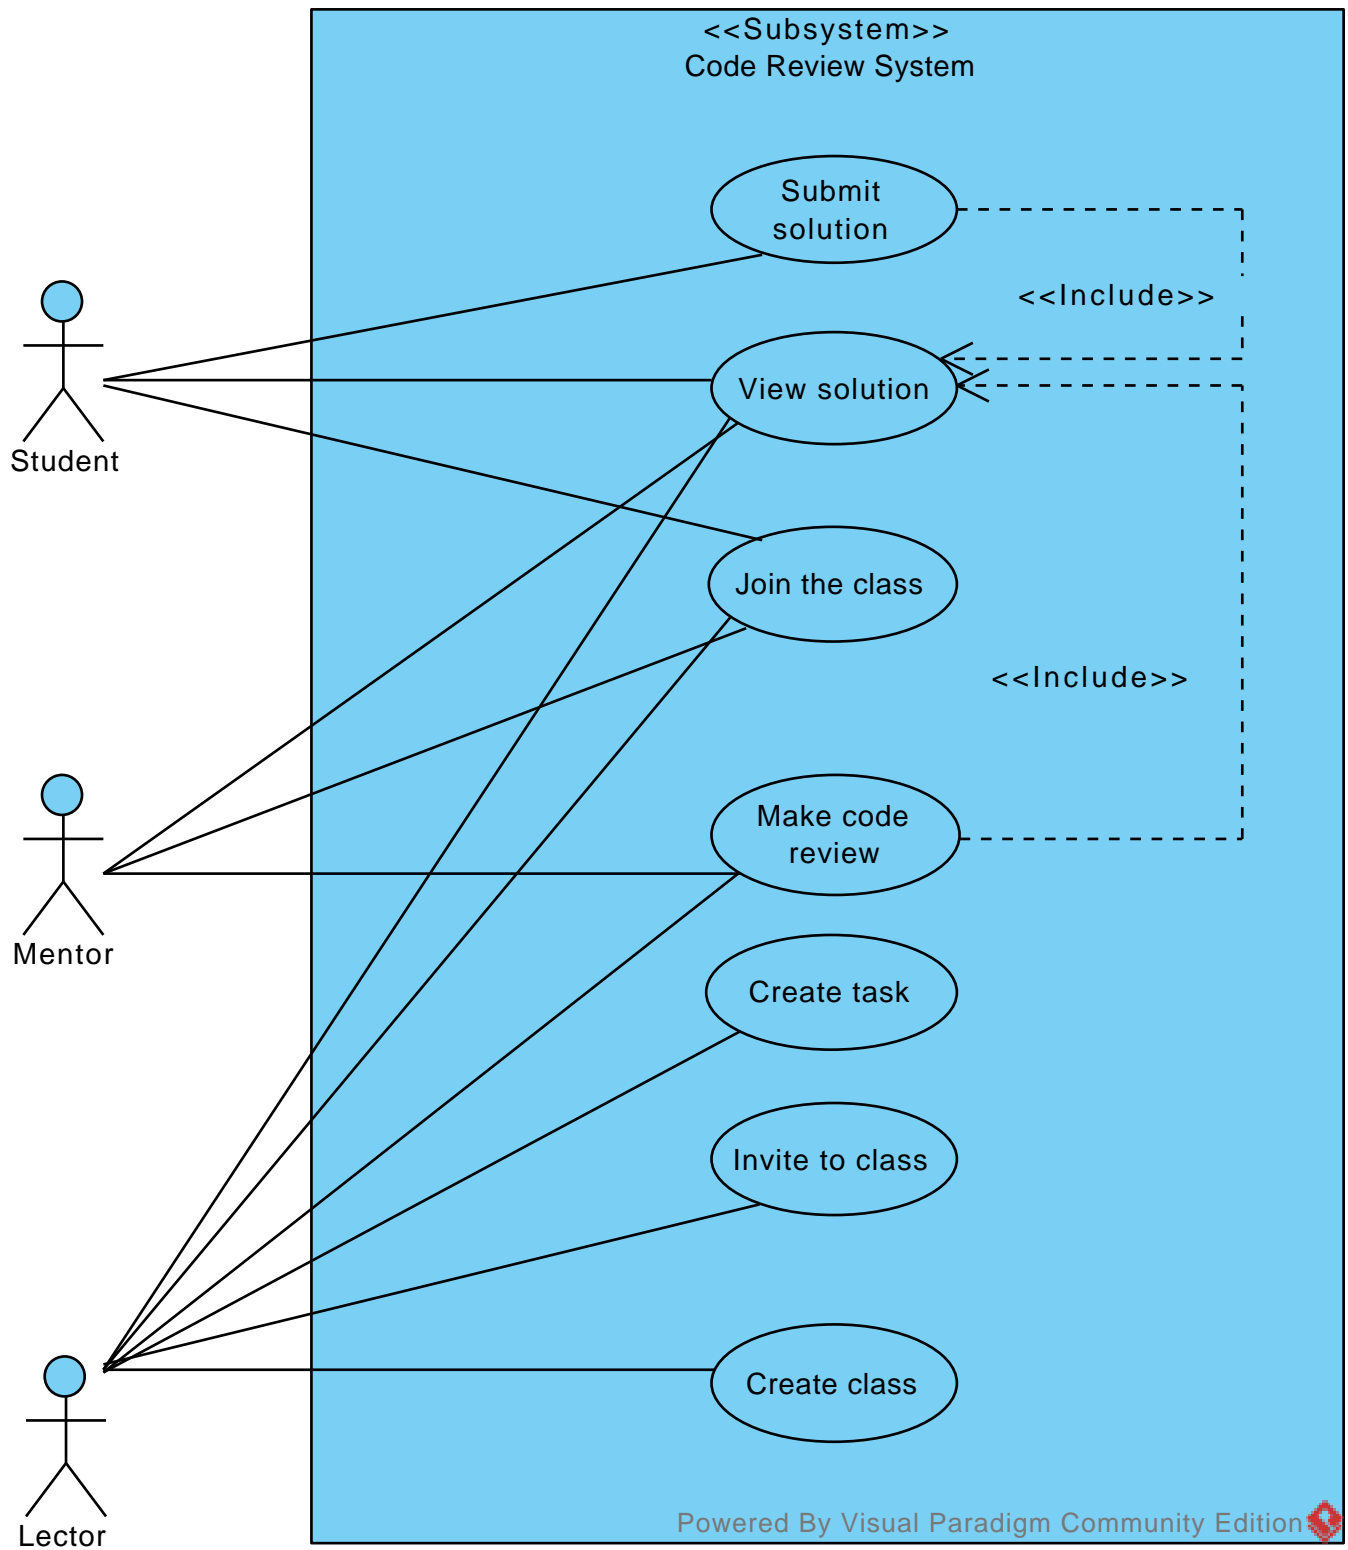 <<Subsystem>>
Code Review System
Submit
solution
<<Include>>
View solution
Student
Join the class
<<Include>>
Make code
review
Mentor
Create task
Invite to class
Create class
Powered By Visual Paradigm Community Edition
Lector